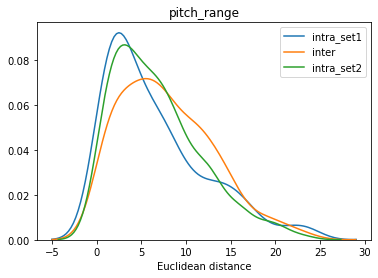 pitch_range
intra_set1
inter
intra_set2
0.08
0.06
0.04
0.02
0.00
−5 0 5 10 15 20 25 30
Euclidean distance